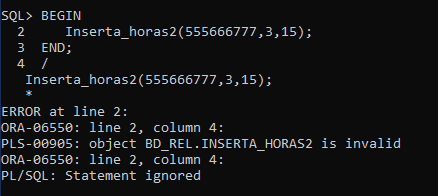 SQL> BEGIN
  2     Inserta_horas2(555666777,3,15);
  3  END;
  4  /
   Inserta_horas2(555666777,3,15);
   *
ERROR at line 2:
ORA-06550: line 2, column 4:
PLS-00905: object BD_REL.INSERTA_HORAS2 is invalid
ORA-06550: line 2, column 4:
PL/SQL: Statement ignored